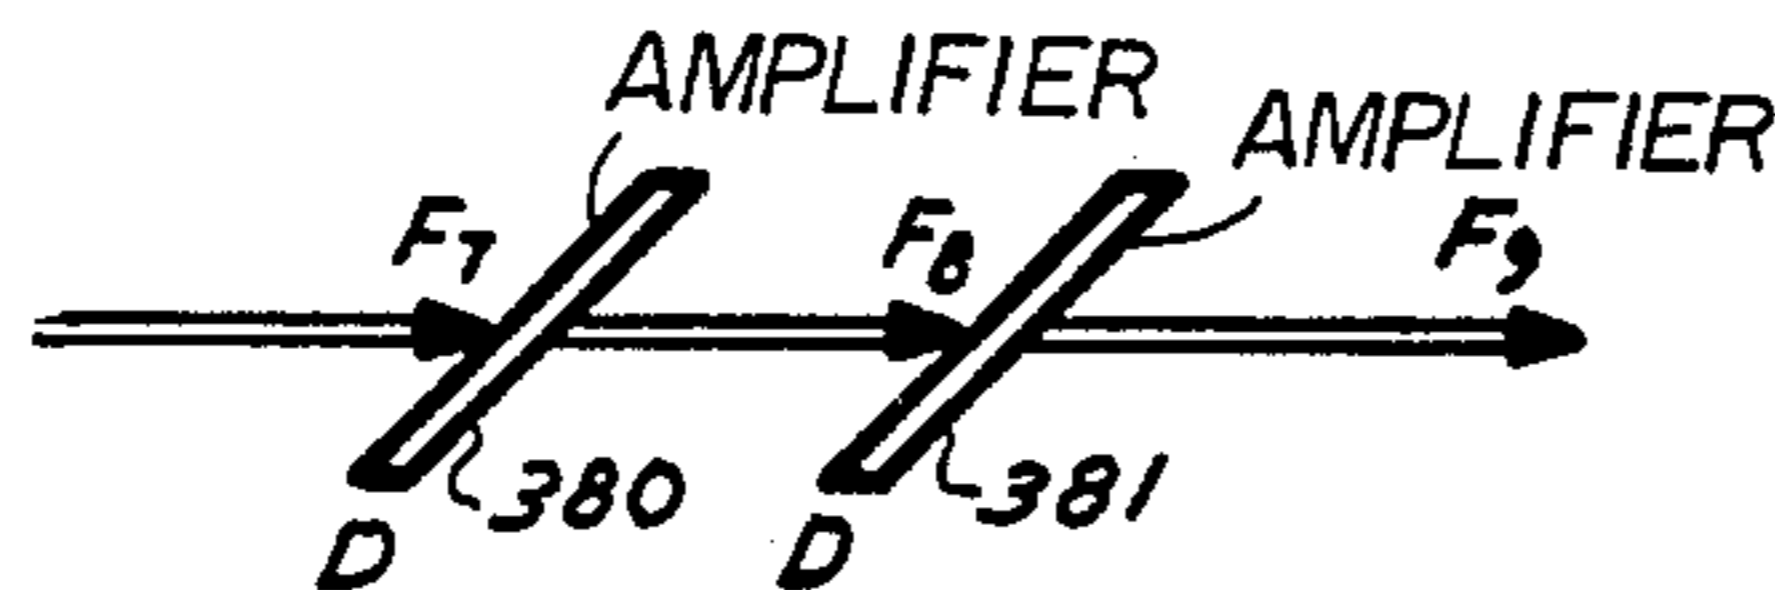 AMPLIFIER
AMPLIFIER
F7 F8 F9
380 381
D D